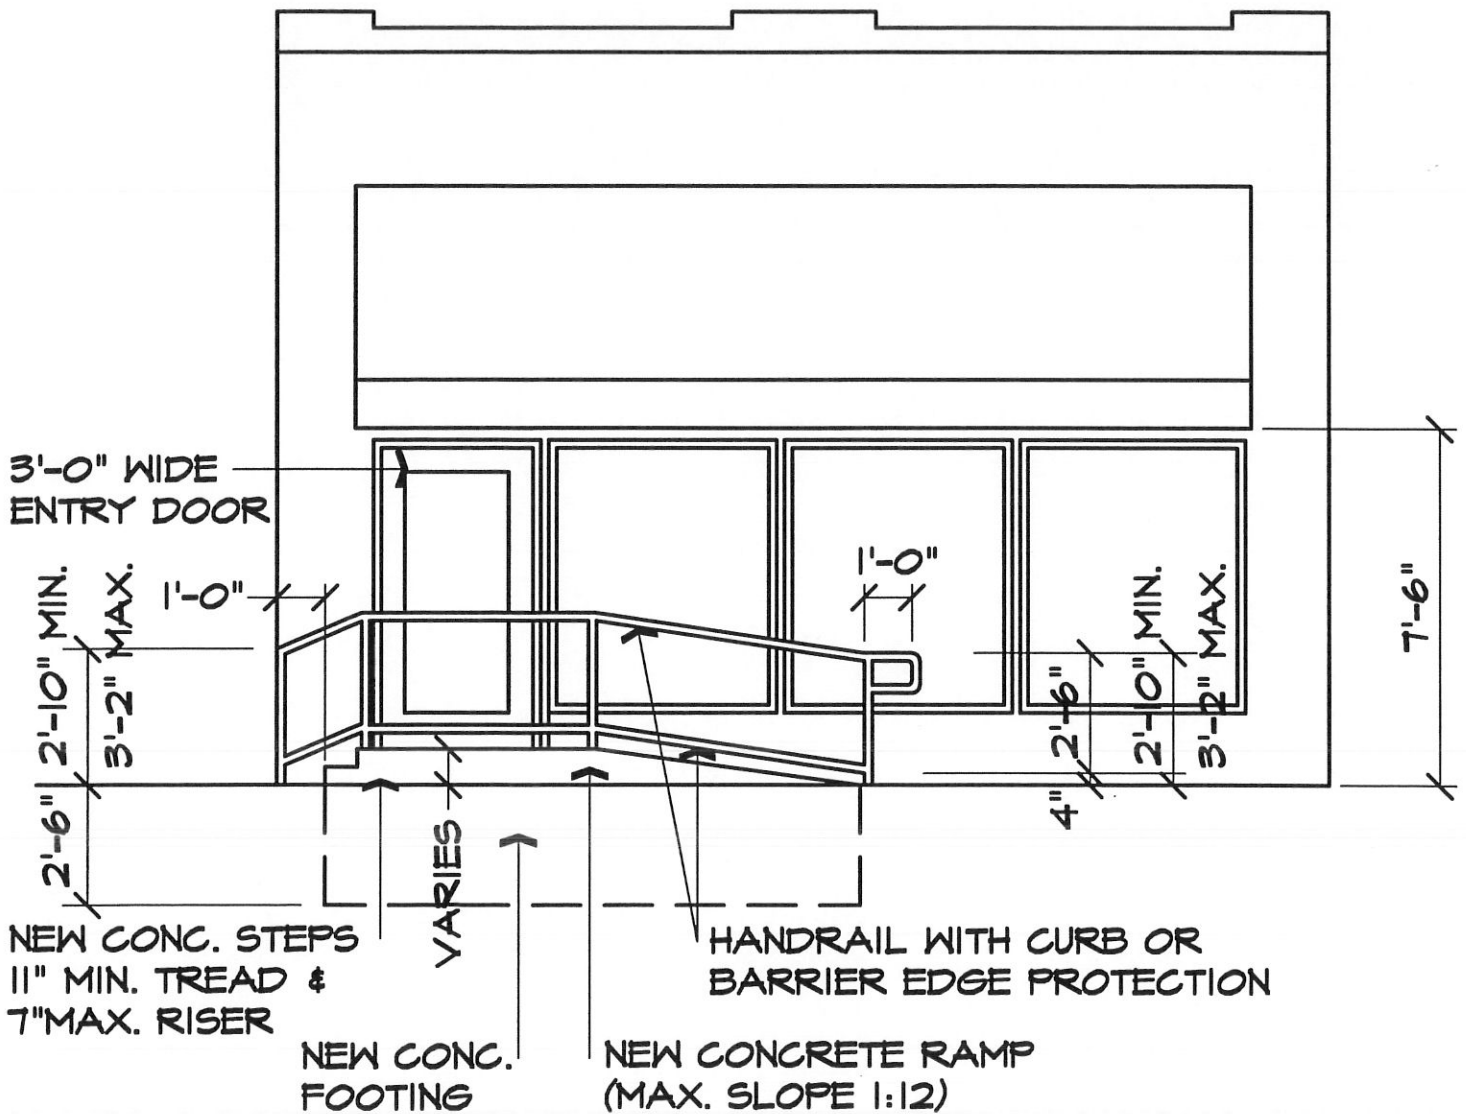 3'-0" WIDE
ENTRY DOOR
2'-10" MIN.
3'-2" MAX.
1'-0"
1'-0"
2'-6"
4"
2'-10" MIN.
3'-2" MAX.
7'-6"
2'-6"
VARIES
NEW CONC. STEPS
11" MIN. TREAD &
7"MAX. RISER
HANDRAIL WITH CURB OR
BARRIER EDGE PROTECTION
NEW CONC.
FOOTING
NEW CONCRETE RAMP
(MAX. SLOPE 1:12)